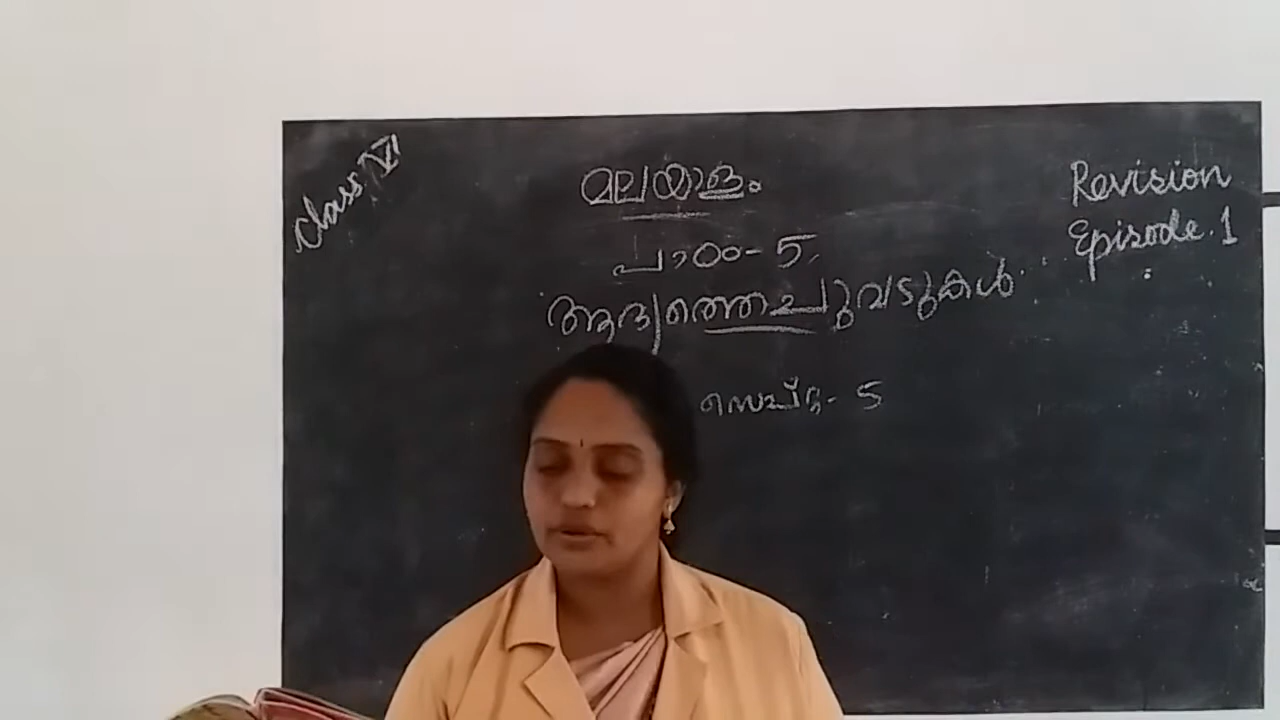 Class VI
മലയാളം
Revision
Episode.1
പാഠം-5.
ആദ്യത്തെചുവടുകൾ
സെപ്റ്റ- 5